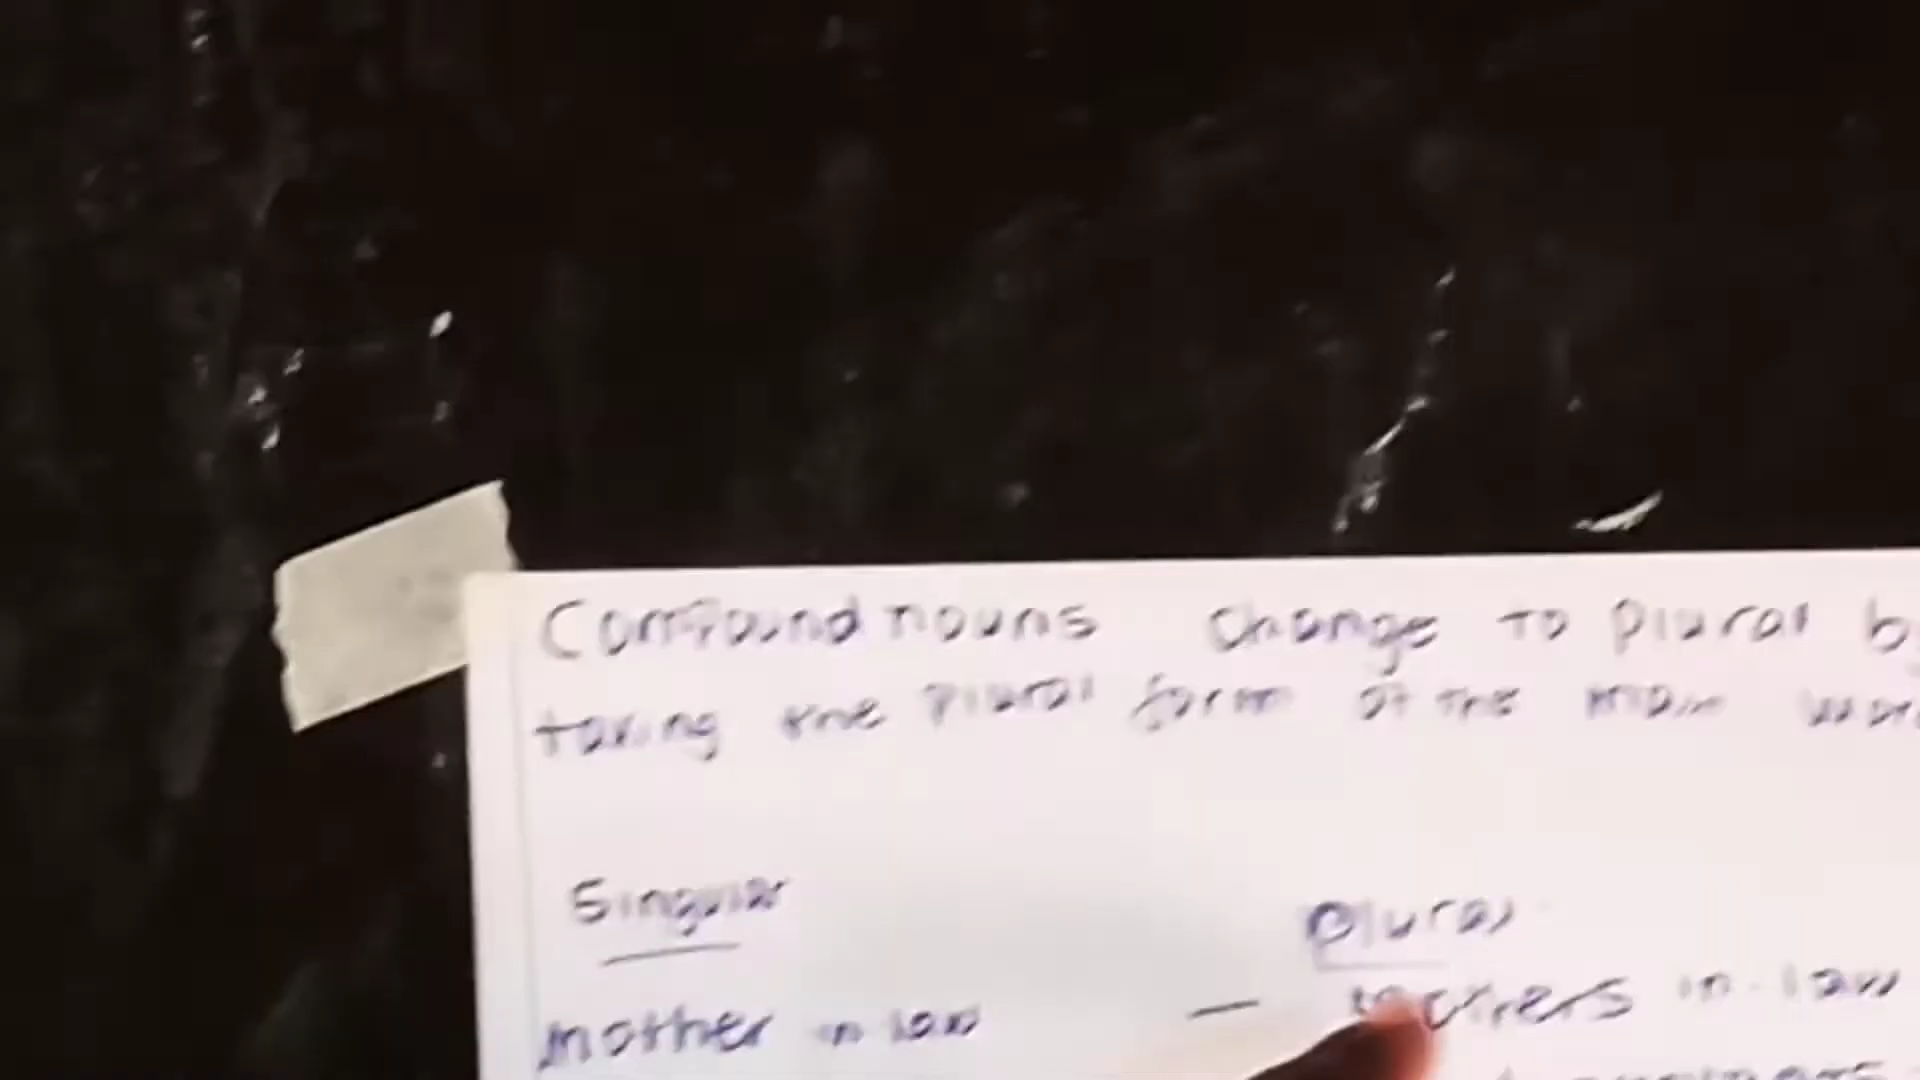 Compound nouns change to plural by
taking the plural form of the main word
Singular
Plural
mother in law — mothers in-law